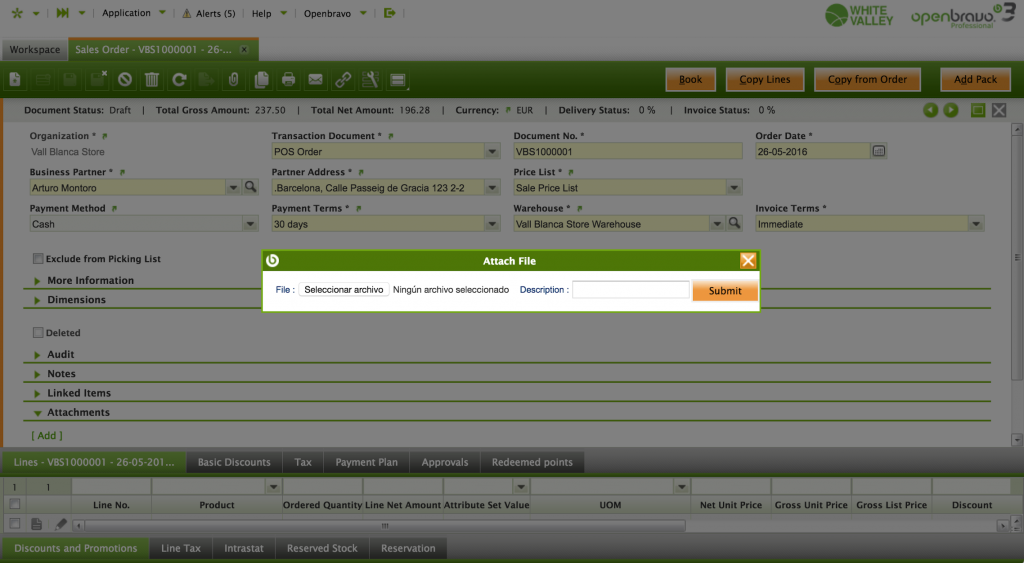 Application Alerts (5) Help Openbravo
WHITE VALLEY
openbravo 3
Professional
Workspace Sales Order - VBS1000001 - 26-...
Book Copy Lines Copy from Order Add Pack
Document Status: Draft | Total Gross Amount: 237.50 | Total Net Amount: 196.28 | Currency: EUR Delivery Status: 0 % | Invoice Status: 0 %
Organization * Transaction Document * Document No. * Order Date *
Vall Blanca Store POS Order VBS1000001 26-05-2016
Business Partner * Partner Address * Price List *
Arturo Montoro .Barcelona, Calle Passeig de Gracia 123 2-2 Sale Price List
Payment Method Payment Terms * Warehouse * Invoice Terms *
Cash 30 days Vall Blanca Store Warehouse Immediate
Exclude from Picking List
Attach File
More Information
File : Seleccionar archivo Ningún archivo seleccionado Description : Submit
Dimensions
Deleted
Audit
Notes
Linked Items
Attachments
[ Add ]
Lines - VBS1000001 - 26-05-201... Basic Discounts Tax Payment Plan Approvals Redeemed points
1 1
Line No. Product Ordered Quantity Line Net Amount Attribute Set Value UOM Net Unit Price Gross Unit Price Gross List Price Discount
Discounts and Promotions Line Tax Intrastat Reserved Stock Reservation